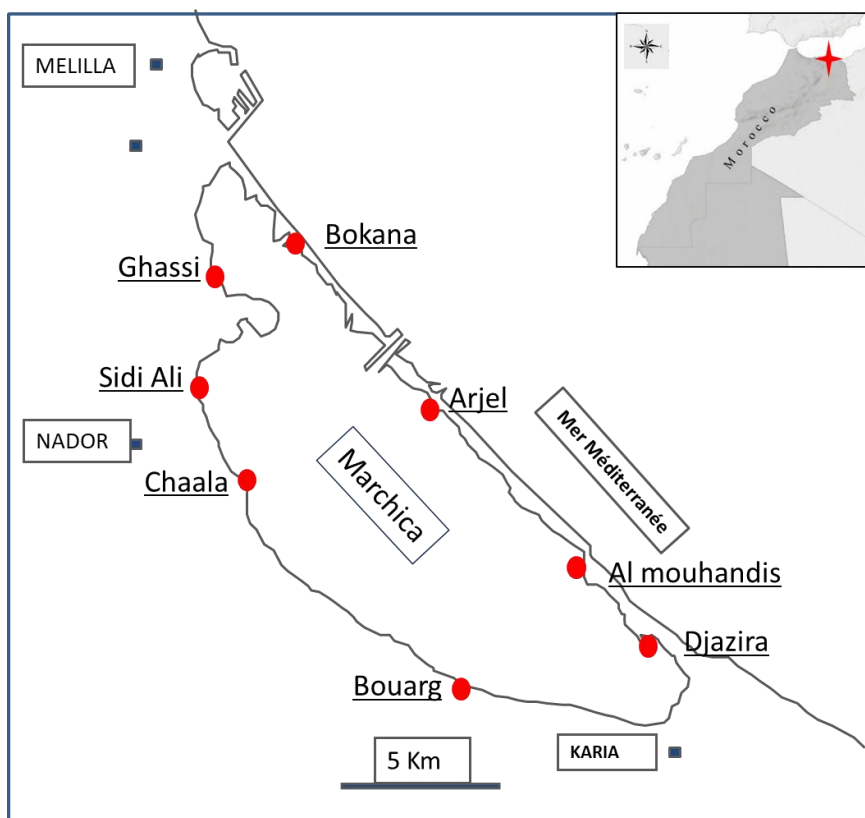 MELILLA
Morocco
Bokana
Ghassi
Sidi Ali
Arjel
NADOR
Mer Méditerranée
Marchica
Chaala
Al mouhandis
Djazira
Bouarg
KARIA
5 Km